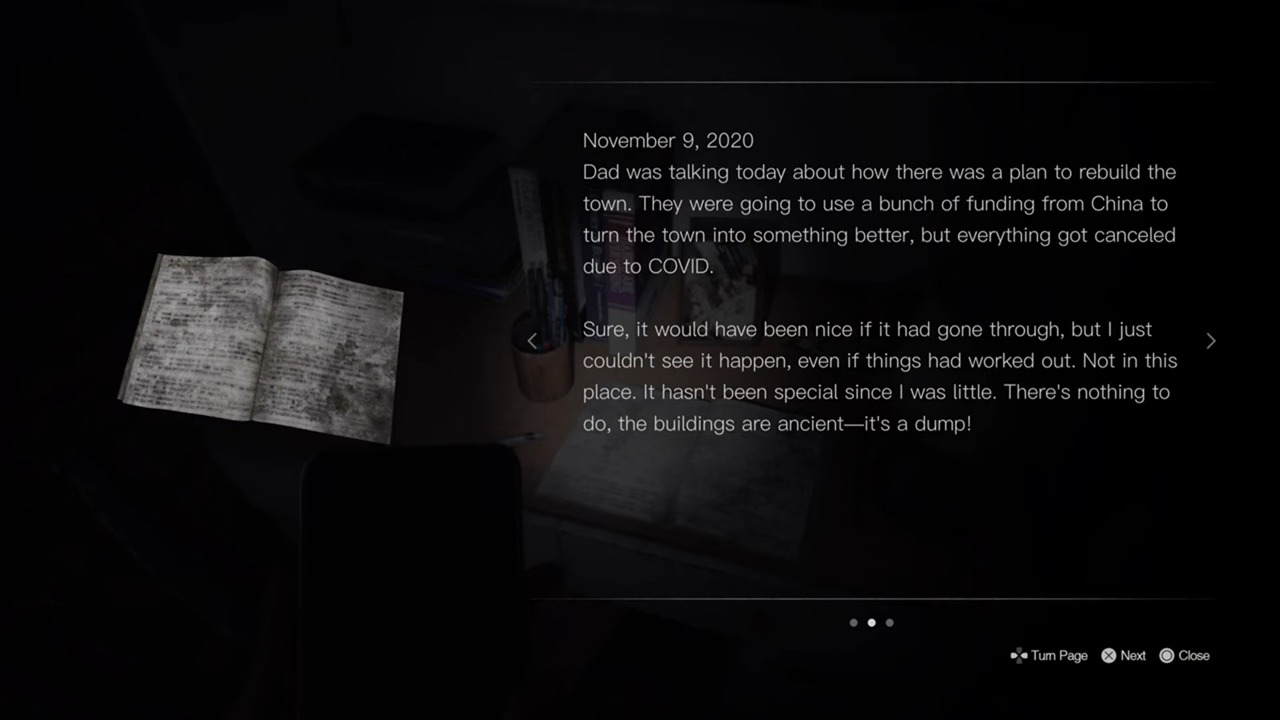 November 9, 2020
Dad was talking today about how there was a plan to rebuild the
town. They were going to use a bunch of funding from China to
turn the town into something better, but everything got canceled
due to COVID.
Sure, it would have been nice if it had gone through, but I just
couldn't see it happen, even if things had worked out. Not in this
place. It hasn't been special since I was little. There's nothing to
do, the buildings are ancient—it's a dump!
Turn Page Next Close